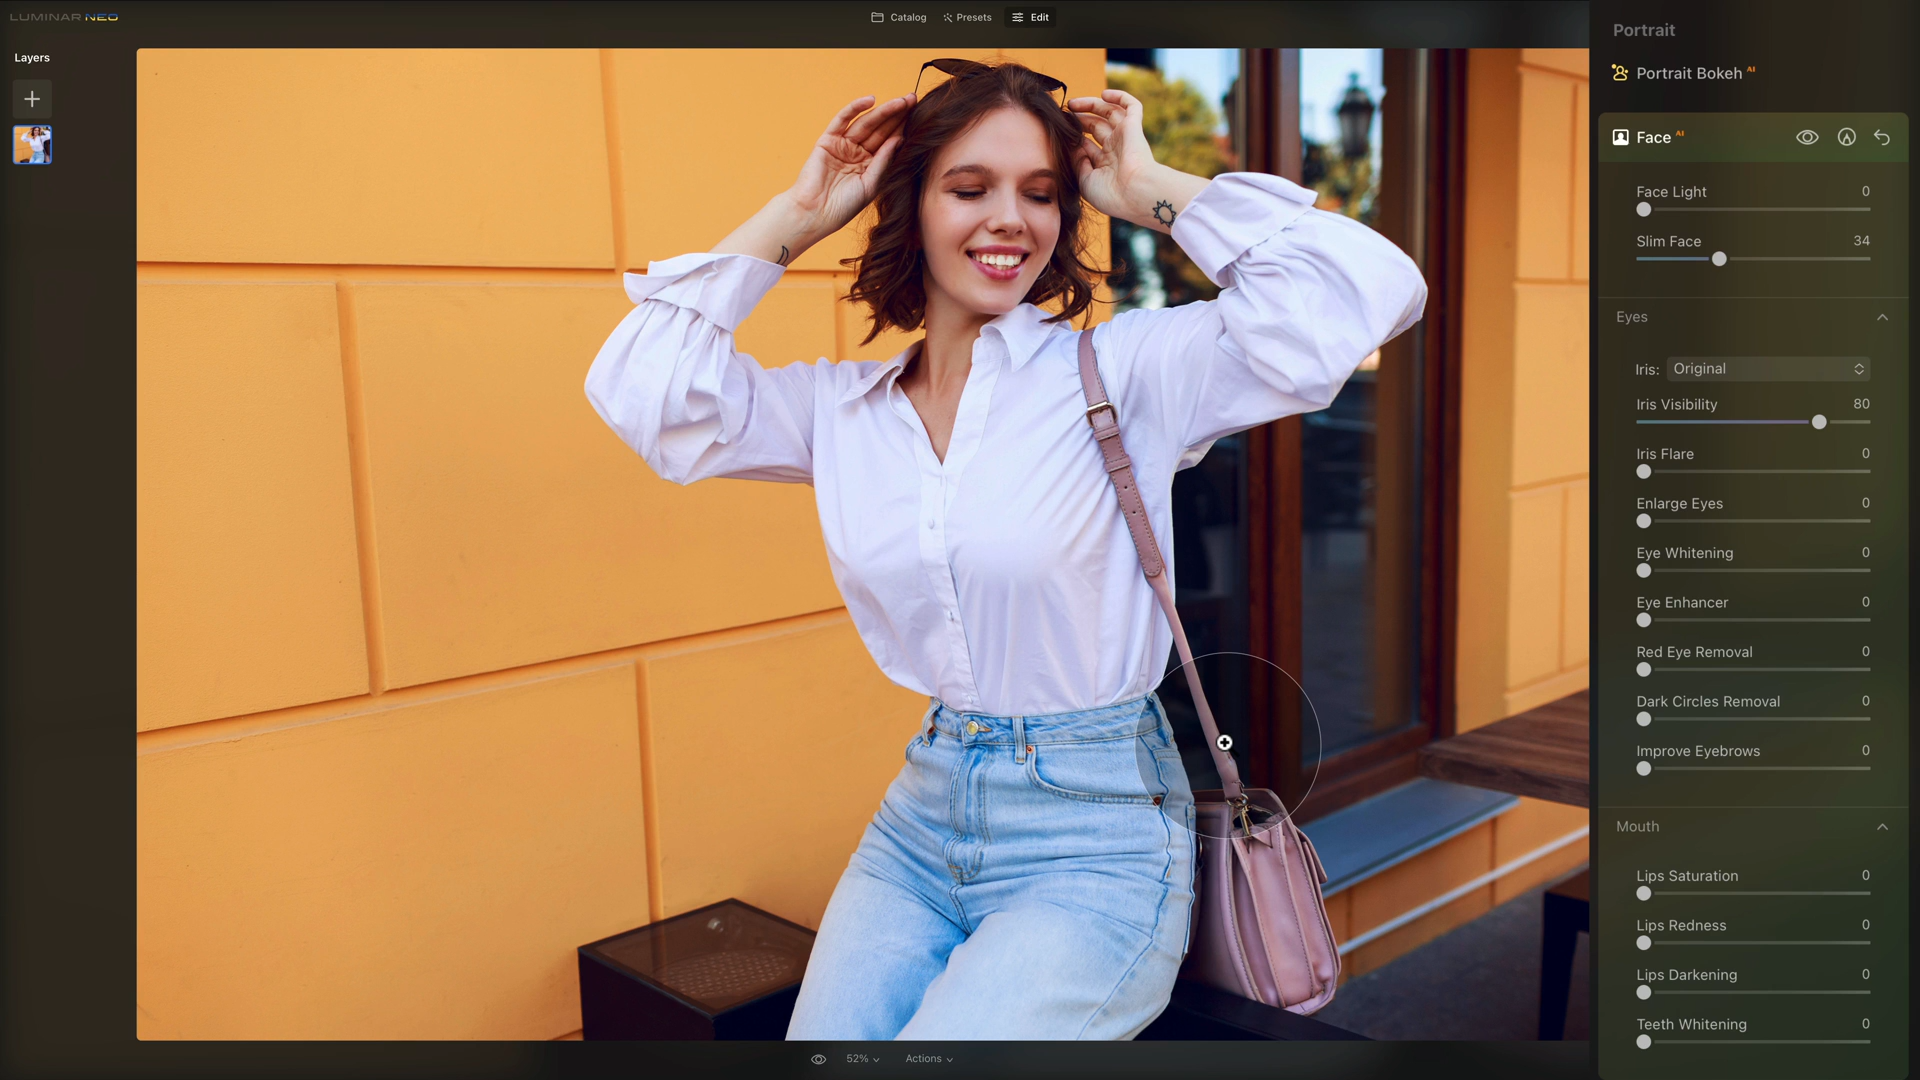 LUMINAR NEO
Catalog
Presets
Edit
Layers
Portrait
Portrait Bokeh AI
Face AI
Face Light 0
Slim Face 34
Eyes
Iris: Original
Iris Visibility 80
Iris Flare 0
Enlarge Eyes 0
Eye Whitening 0
Eye Enhancer 0
Red Eye Removal 0
Dark Circles Removal 0
Improve Eyebrows 0
Mouth
Lips Saturation 0
Lips Redness 0
Lips Darkening 0
Teeth Whitening 0
52%
Actions